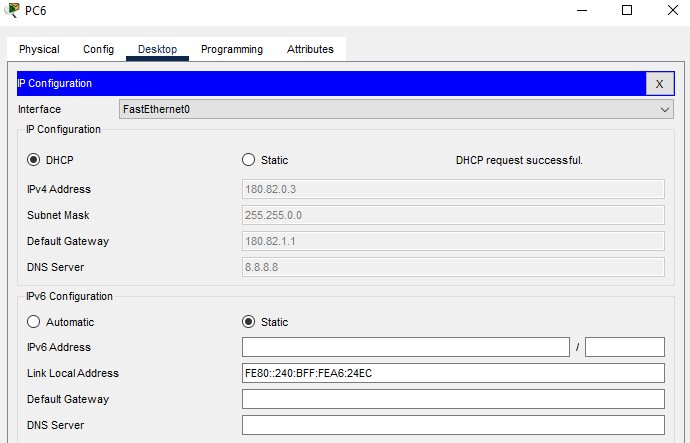 PC6
Physical Config Desktop Programming Attributes
IP Configuration X
Interface FastEthernet0
IP Configuration
DHCP Static DHCP request successful.
IPv4 Address 180.82.0.3
Subnet Mask 255.255.0.0
Default Gateway 180.82.1.1
DNS Server 8.8.8.8
IPv6 Configuration
Automatic Static
IPv6 Address /
Link Local Address FE80::240:BFF:FEA6:24EC
Default Gateway
DNS Server